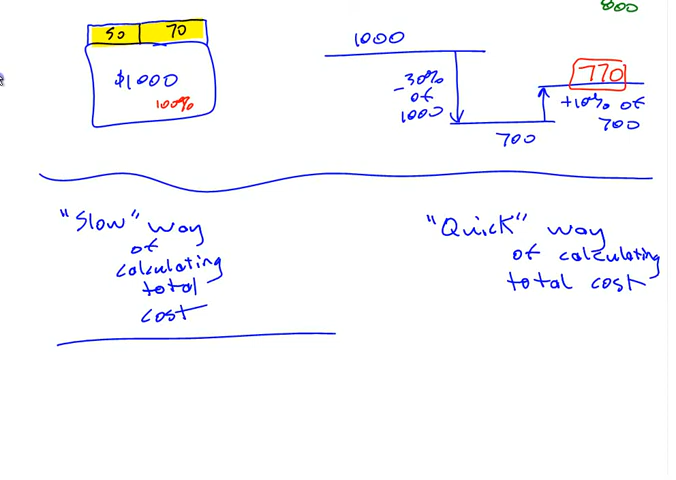 800
50 70
$1000
100%
1000
-30%
of
1000
700
770
+10% of
700
"Slow" way
of
calculating
total
cost
"Quick" way
of calculating
total cost